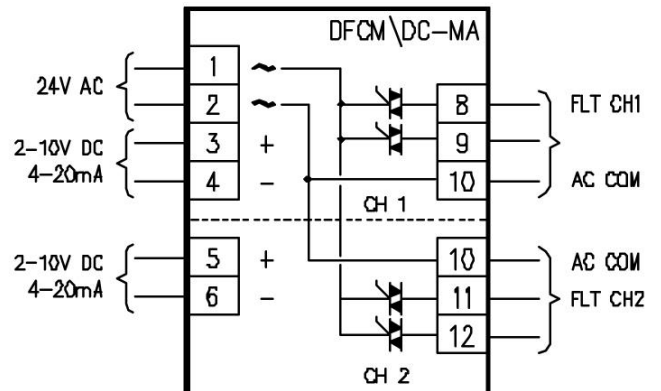 DFCM\DC-MA
24V AC
1 ~
2 ~
8
FLT CH1
2-10V DC
4-20mA
3 +
4 -
9
10
AC COM
CH 1
2-10V DC
4-20mA
5 +
6 -
10
AC COM
11
FLT CH2
12
CH 2